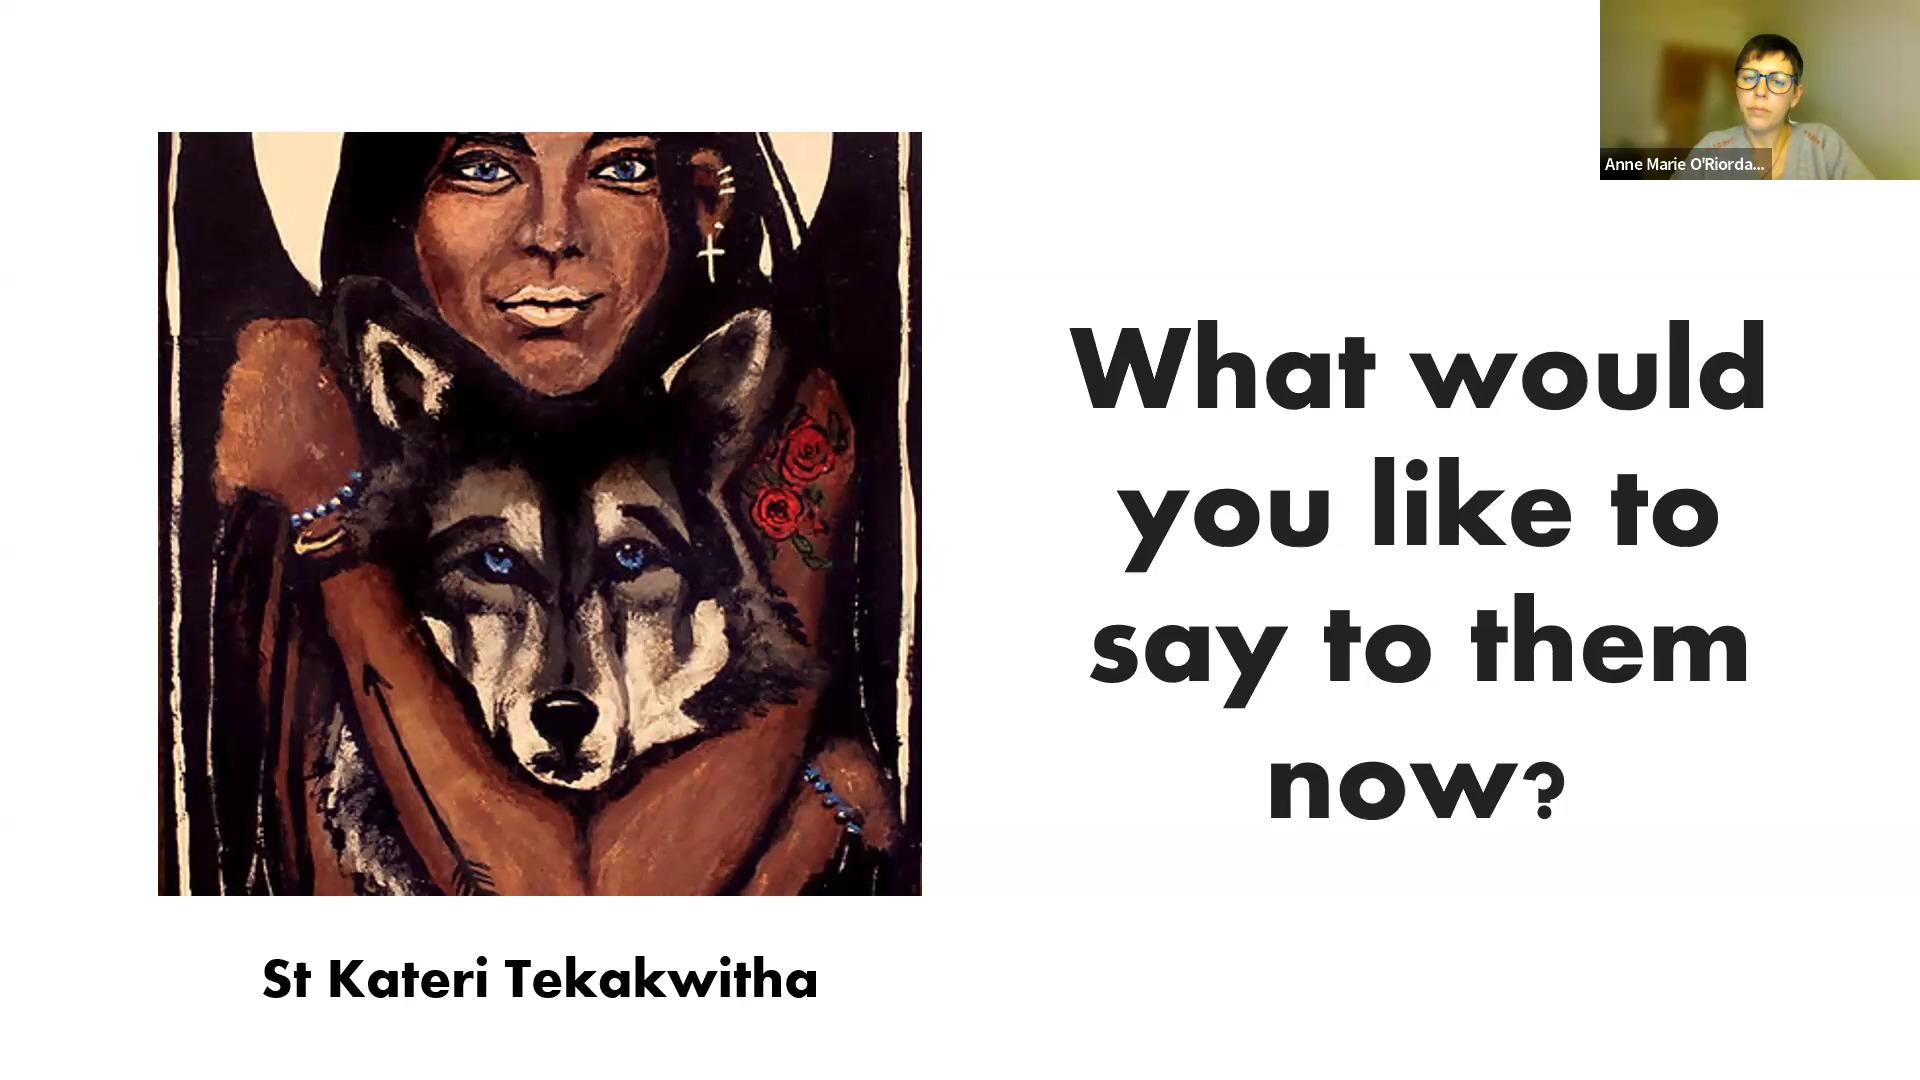 Anne Marie O'Riorda...
What would
you like to
say to them
now?
St Kateri Tekakwitha